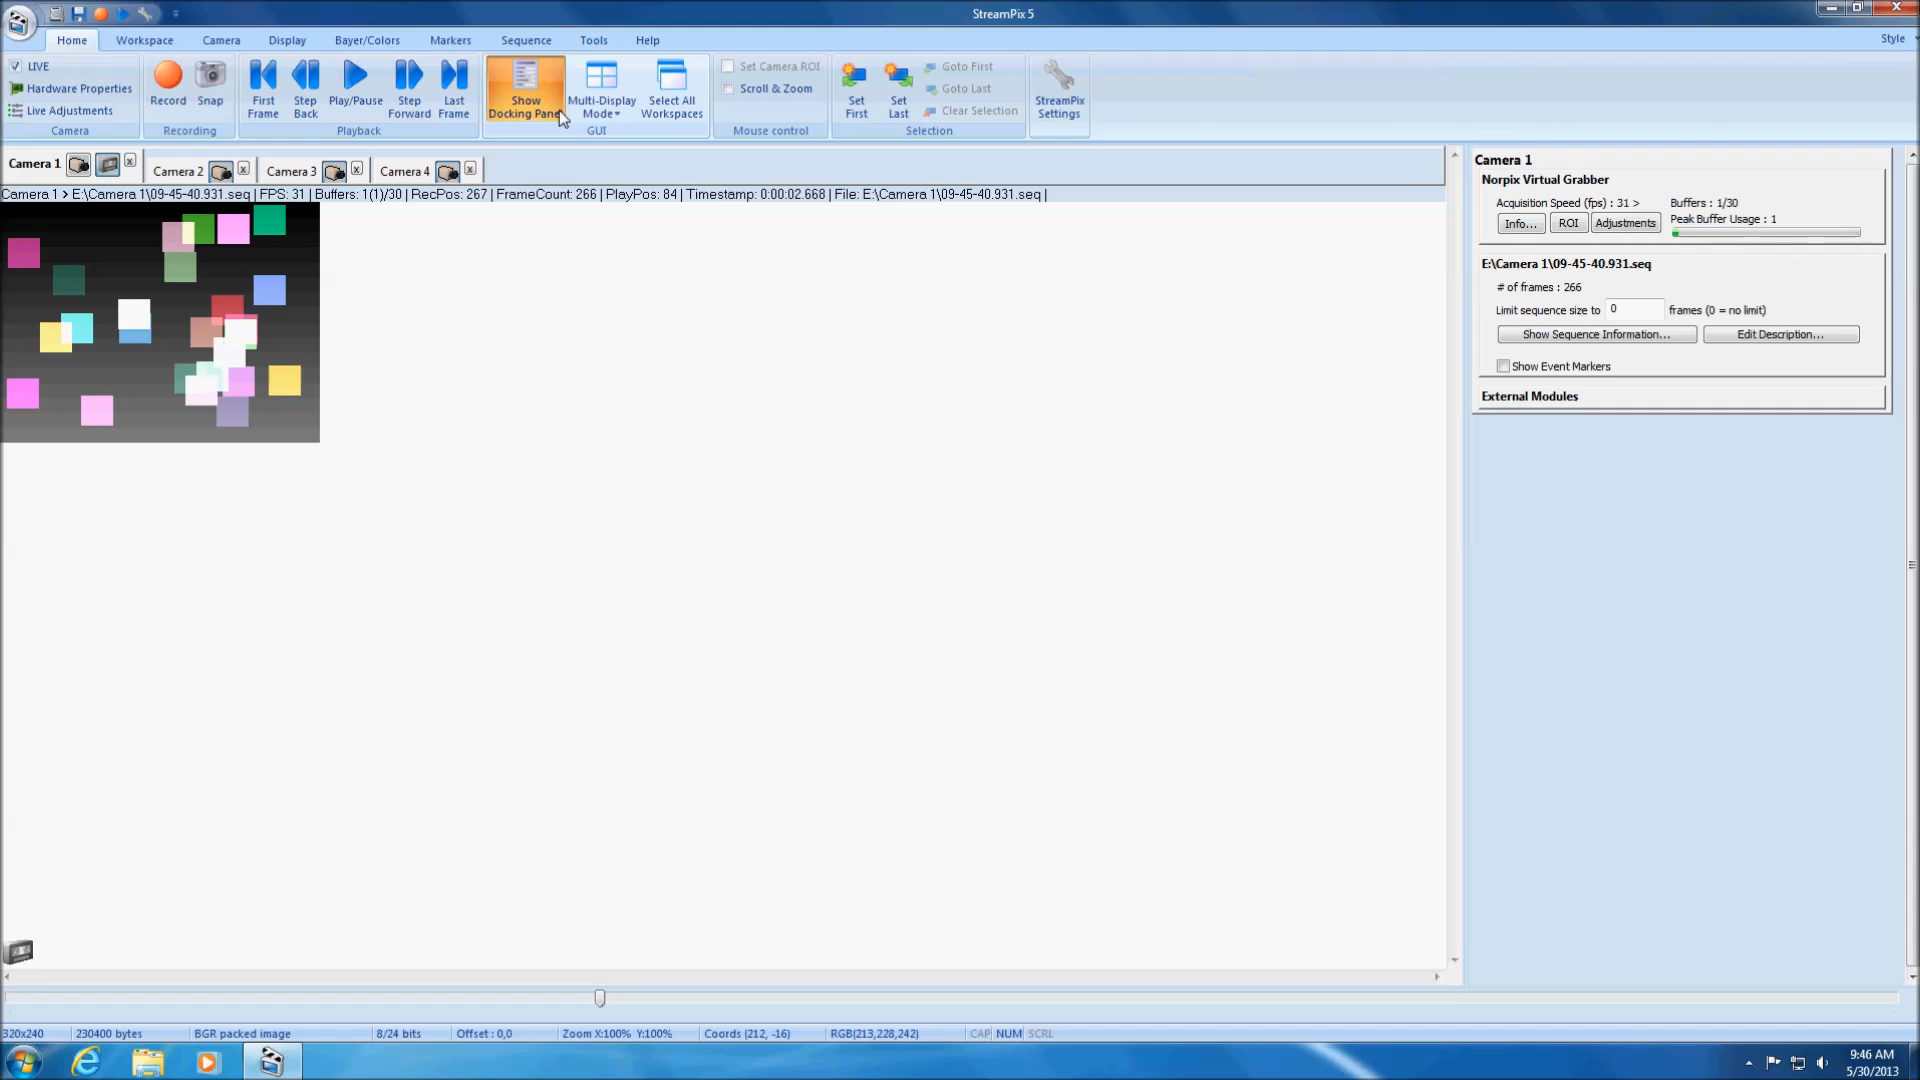 StreamPix 5
Home Workspace Camera Display Bayer/Colors Markers Sequence Tools Help Style
LIVE
Hardware Properties
Live Adjustments
Camera
Record Snap
Recording
First Frame Step Back Play/Pause Step Forward Last Frame
Playback
Show Docking Multi-Display Mode Select All Workspaces
GUI
Set Camera ROI
Scroll & Zoom
Mouse control
Set First Set Last
Goto First
Goto Last
Clear Selection
Selection
StreamPix Settings
Camera 1 x Camera 2 x Camera 3 x Camera 4 x
Camera 1 > E:\Camera 1\09-45-40.931.seq | FPS: 31 | Buffers: 1(1)/30 | RecPos: 267 | FrameCount: 266 | PlayPos: 84 | Timestamp: 0:00:02.668 | File: E:\Camera 1\09-45-40.931.seq |
Camera 1
Norpix Virtual Grabber
Acquisition Speed (fps) : 31 > Buffers : 1/30
Info... ROI Adjustments Peak Buffer Usage : 1
E:\Camera 1\09-45-40.931.seq
# of frames : 266
Limit sequence size to 0 frames (0 = no limit)
Show Sequence Information... Edit Description...
Show Event Markers
External Modules
320x240 230400 bytes BGR packed image 8/24 bits Offset : 0,0 Zoom X:100% Y:100% Coords (212, -16) RGB(213,228,242) CAP NUM SCRL
9:46 AM
5/30/2013